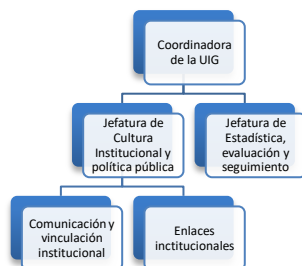 Coordinadora
de la UIG
Jefatura de
Cultura
Institucional y
política pública
Jefatura de
Estadística,
evaluación y
seguimiento
Comunicación y
vinculación
institucional
Enlaces
inctitucionales